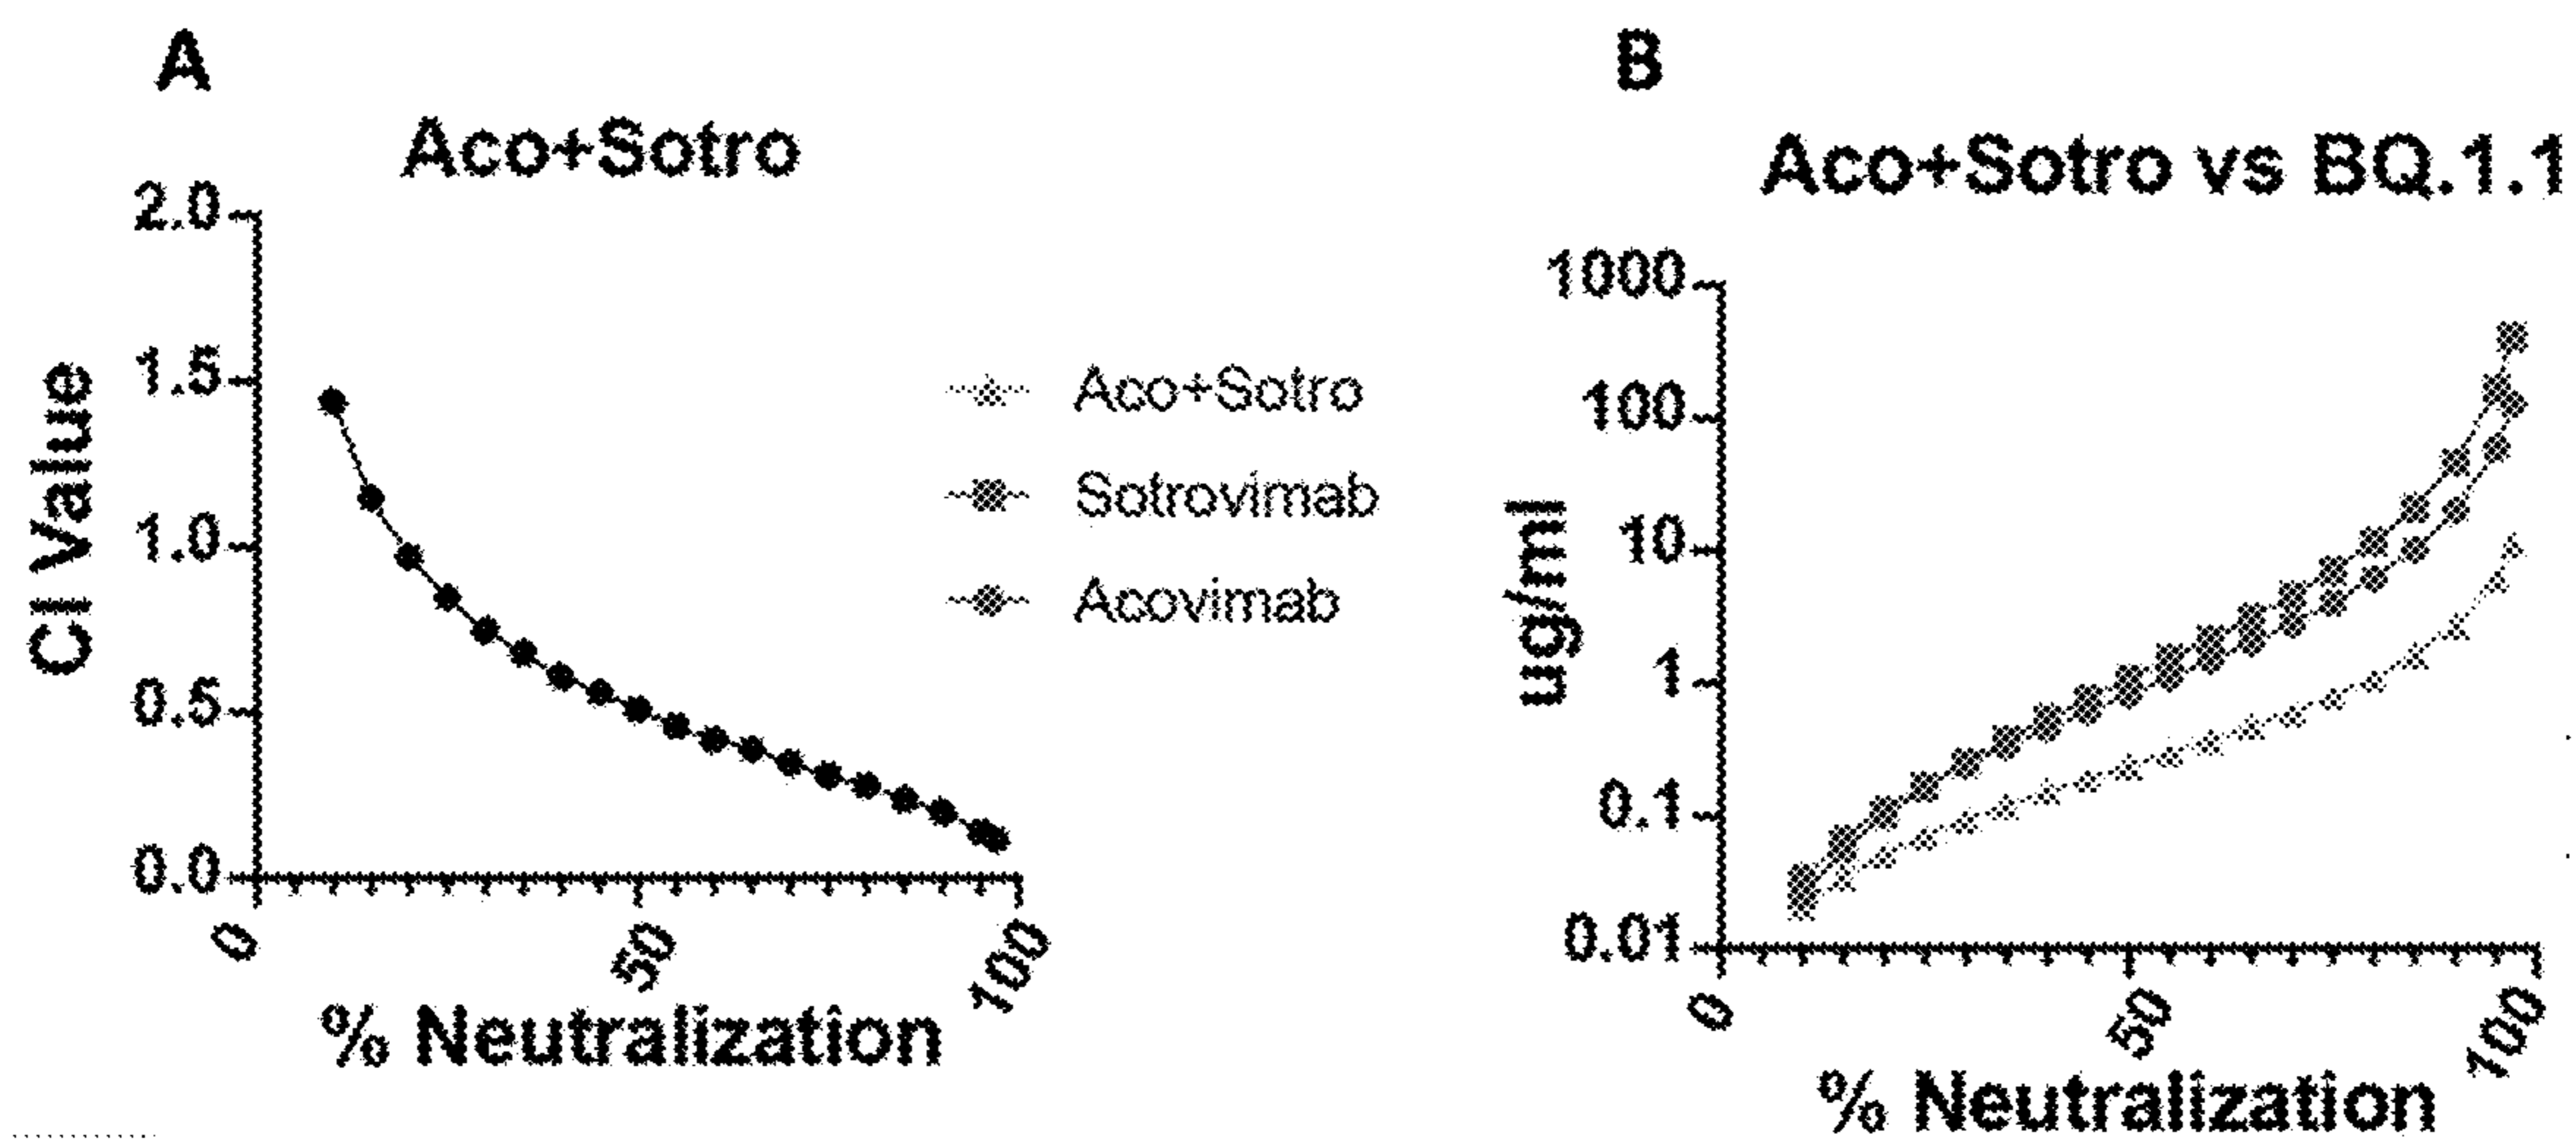 A
Aco+Sotro
2.0
1.5
1.0
0.5
0.0
CI Value
0
50
100
% Neutralization
Aco+Sotro
Sotrovimab
Acovimab
B
Aco+Sotro vs BQ.1.1
1000
100
10
1
0.1
0.01
ug/ml
0
50
100
% Neutralization